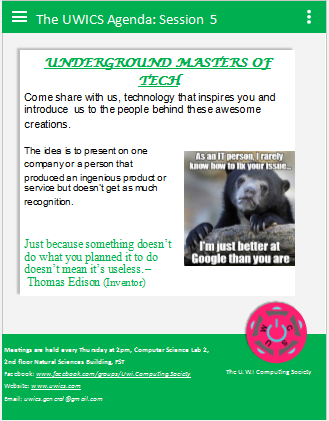 The UWICS Agenda: Session 5
UNDERGROUND MASTERS OF
TECH
Come share with us, technology that inspires you and
introduce us to the people behind these awesome
creations.
The idea is to present on one
company or a person that
produced an ingenious product or
service but doesn't get as much
recognition.
As an IT person, I rarely
know how to fix your issue..
I'm just better at
Google than you are
Just because something doesn't
do what you planned it to do
doesn't mean it's useless. –
Thomas Edison (Inventor)
Meetings are held every Thursday at 2pm, Computer Science Lab 2,
2nd floor Natural Sciences Building, FST
Facebook: www.facebook.com/groups/Uwi.Computing.Society
Website: www.uwics.com
Email: uwics.general@gmail.com
The U.W.I Computing Society